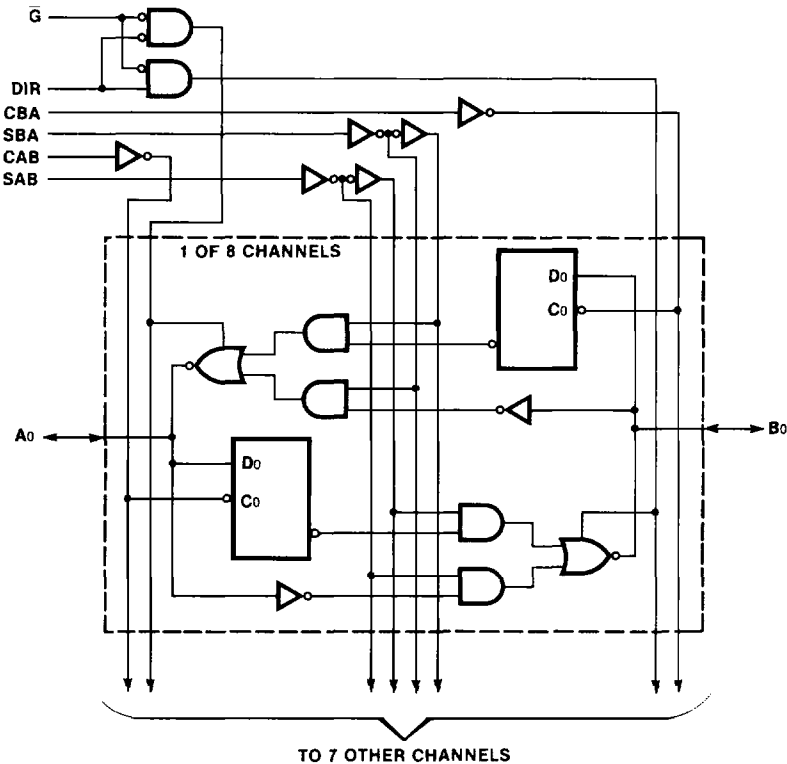 G̅
DIR
CBA
SBA
CAB
SAB
1 OF 8 CHANNELS
D0
C0
A0
B0
D0
C0
TO 7 OTHER CHANNELS